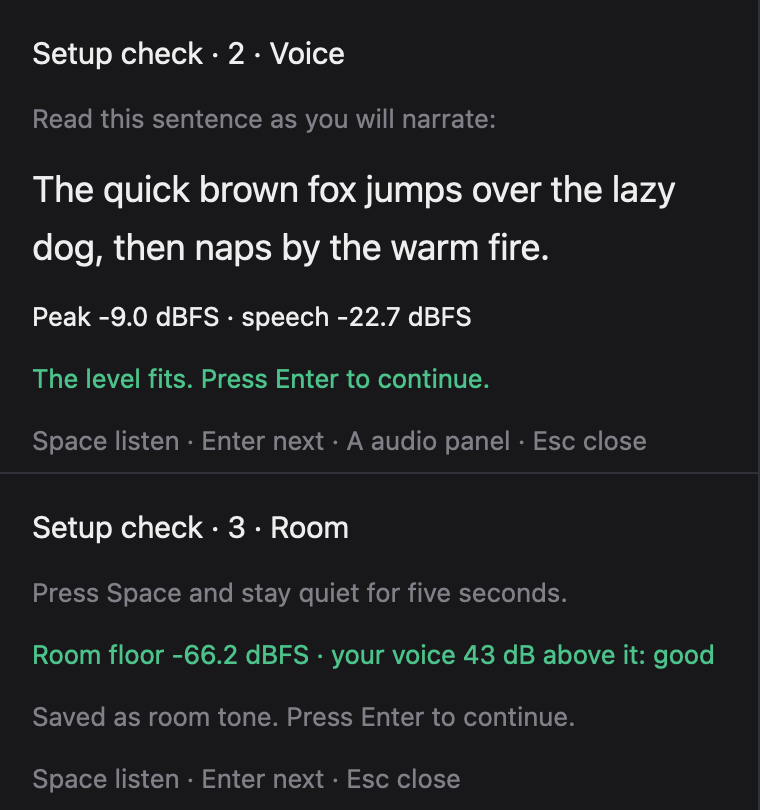 Setup check · 2 · Voice
Read this sentence as you will narrate:
The quick brown fox jumps over the lazy
dog, then naps by the warm fire.
Peak -9.0 dBFS · speech -22.7 dBFS
The level fits. Press Enter to continue.
Space listen · Enter next · A audio panel · Esc close
Setup check · 3 · Room
Press Space and stay quiet for five seconds.
Room floor -66.2 dBFS · your voice 43 dB above it: good
Saved as room tone. Press Enter to continue.
Space listen · Enter next · Esc close